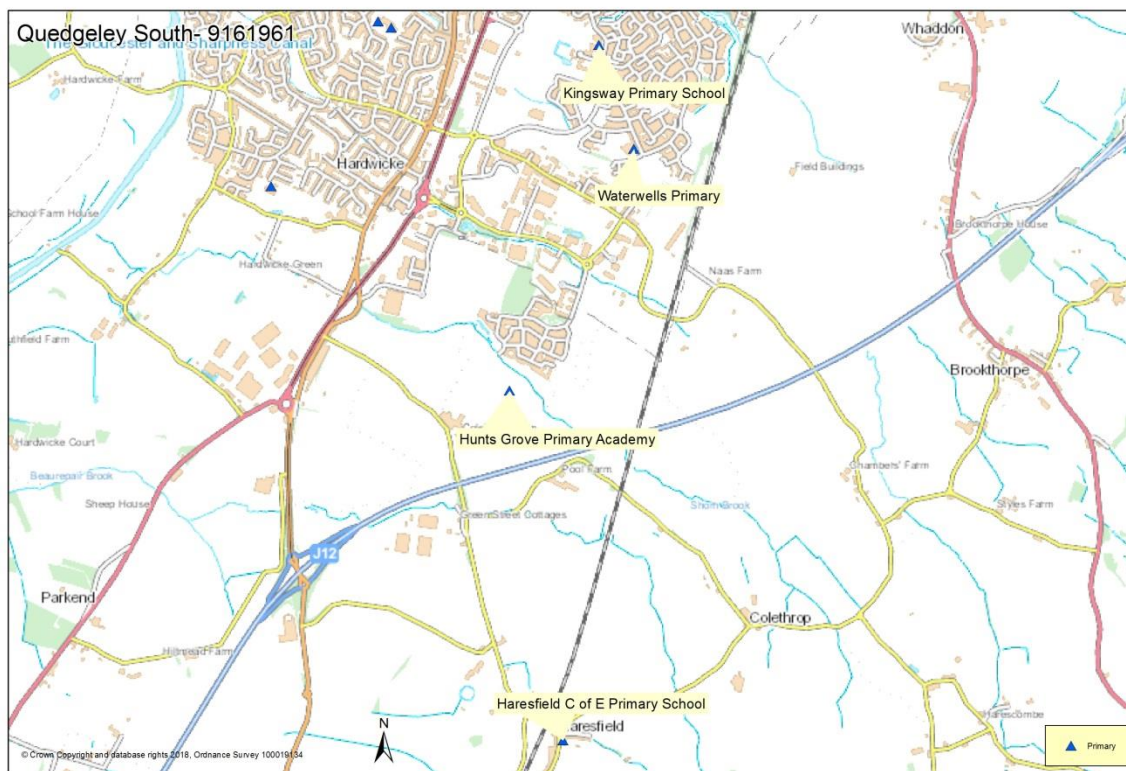 Quedgeley South- 9161961
The Gloucester and Sharpness Canal
Whaddon
Hardwicke Farm
Kingsway Primary School
Hardwicke
Field Buildings
Waterwells Primary
School Farm House
Brookthorpe House
Hardwicke Green
Naas Farm
Brookthorpe
Hunts Grove Primary Academy
Hardwicke Court
Pool Farm
Chambers' Farm
Beaurepair Brook
Sheep House
Green Street Cottages
Shorn Brook
Styles Farm
J12
Parkend
Colethrop
Hiltmead Farm
Haresfield C of E Primary School
Harescombe
N
Primary
© Crown Copyright and database rights 2018, Ordnance Survey 100019134